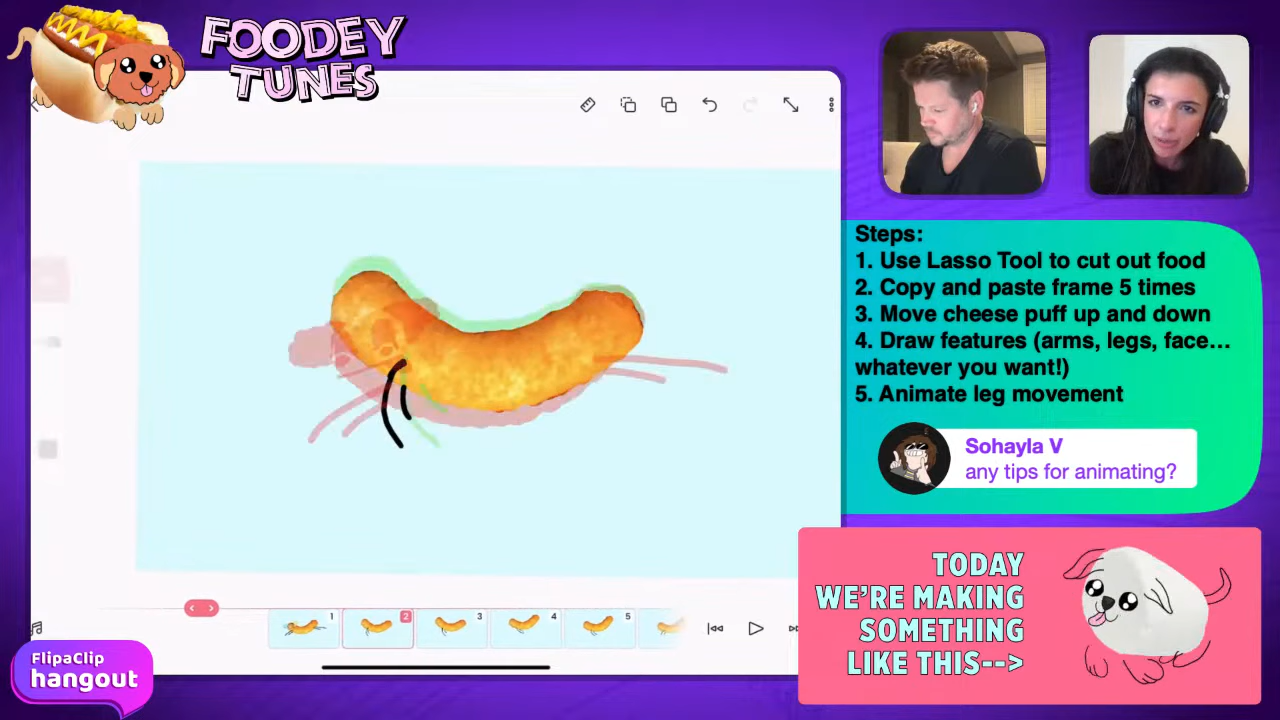 FOODEY
TUNES
Steps:
1. Use Lasso Tool to cut out food
2. Copy and paste frame 5 times
3. Move cheese puff up and down
4. Draw features (arms, legs, face…
whatever you want!)
5. Animate leg movement
Sohayla V
any tips for animating?
TODAY
WE’RE MAKING
SOMETHING
LIKE THIS-->
1
2
3
4
5
FlipaClip
hangout